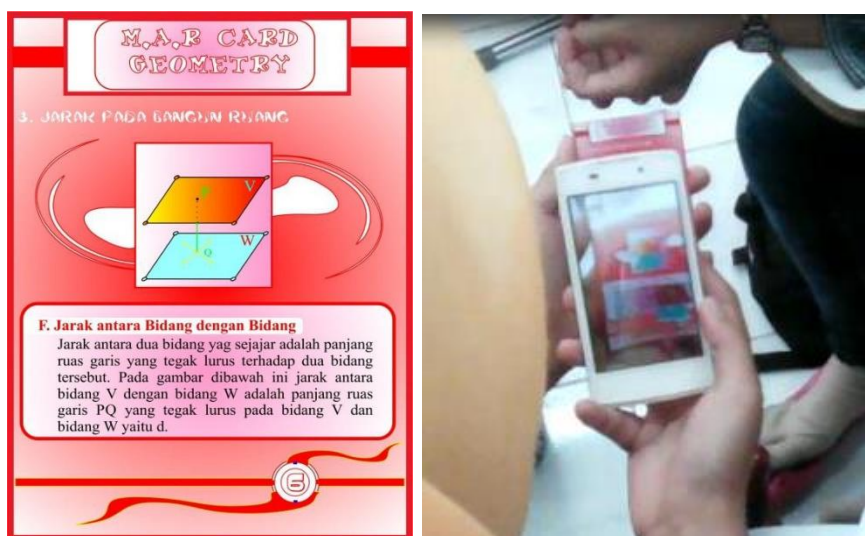 M.A.R CARD
GEOMETRY
3. JARAK PADA BANGUN RUANG
V
P
W
Q
F. Jarak antara Bidang dengan Bidang
Jarak antara dua bidang yag sejajar adalah panjang
ruas garis yang tegak lurus terhadap dua bidang
tersebut. Pada gambar dibawah ini jarak antara
bidang V dengan bidang W adalah panjang ruas
garis PQ yang tegak lurus pada bidang V dan
bidang W yaitu d.
6